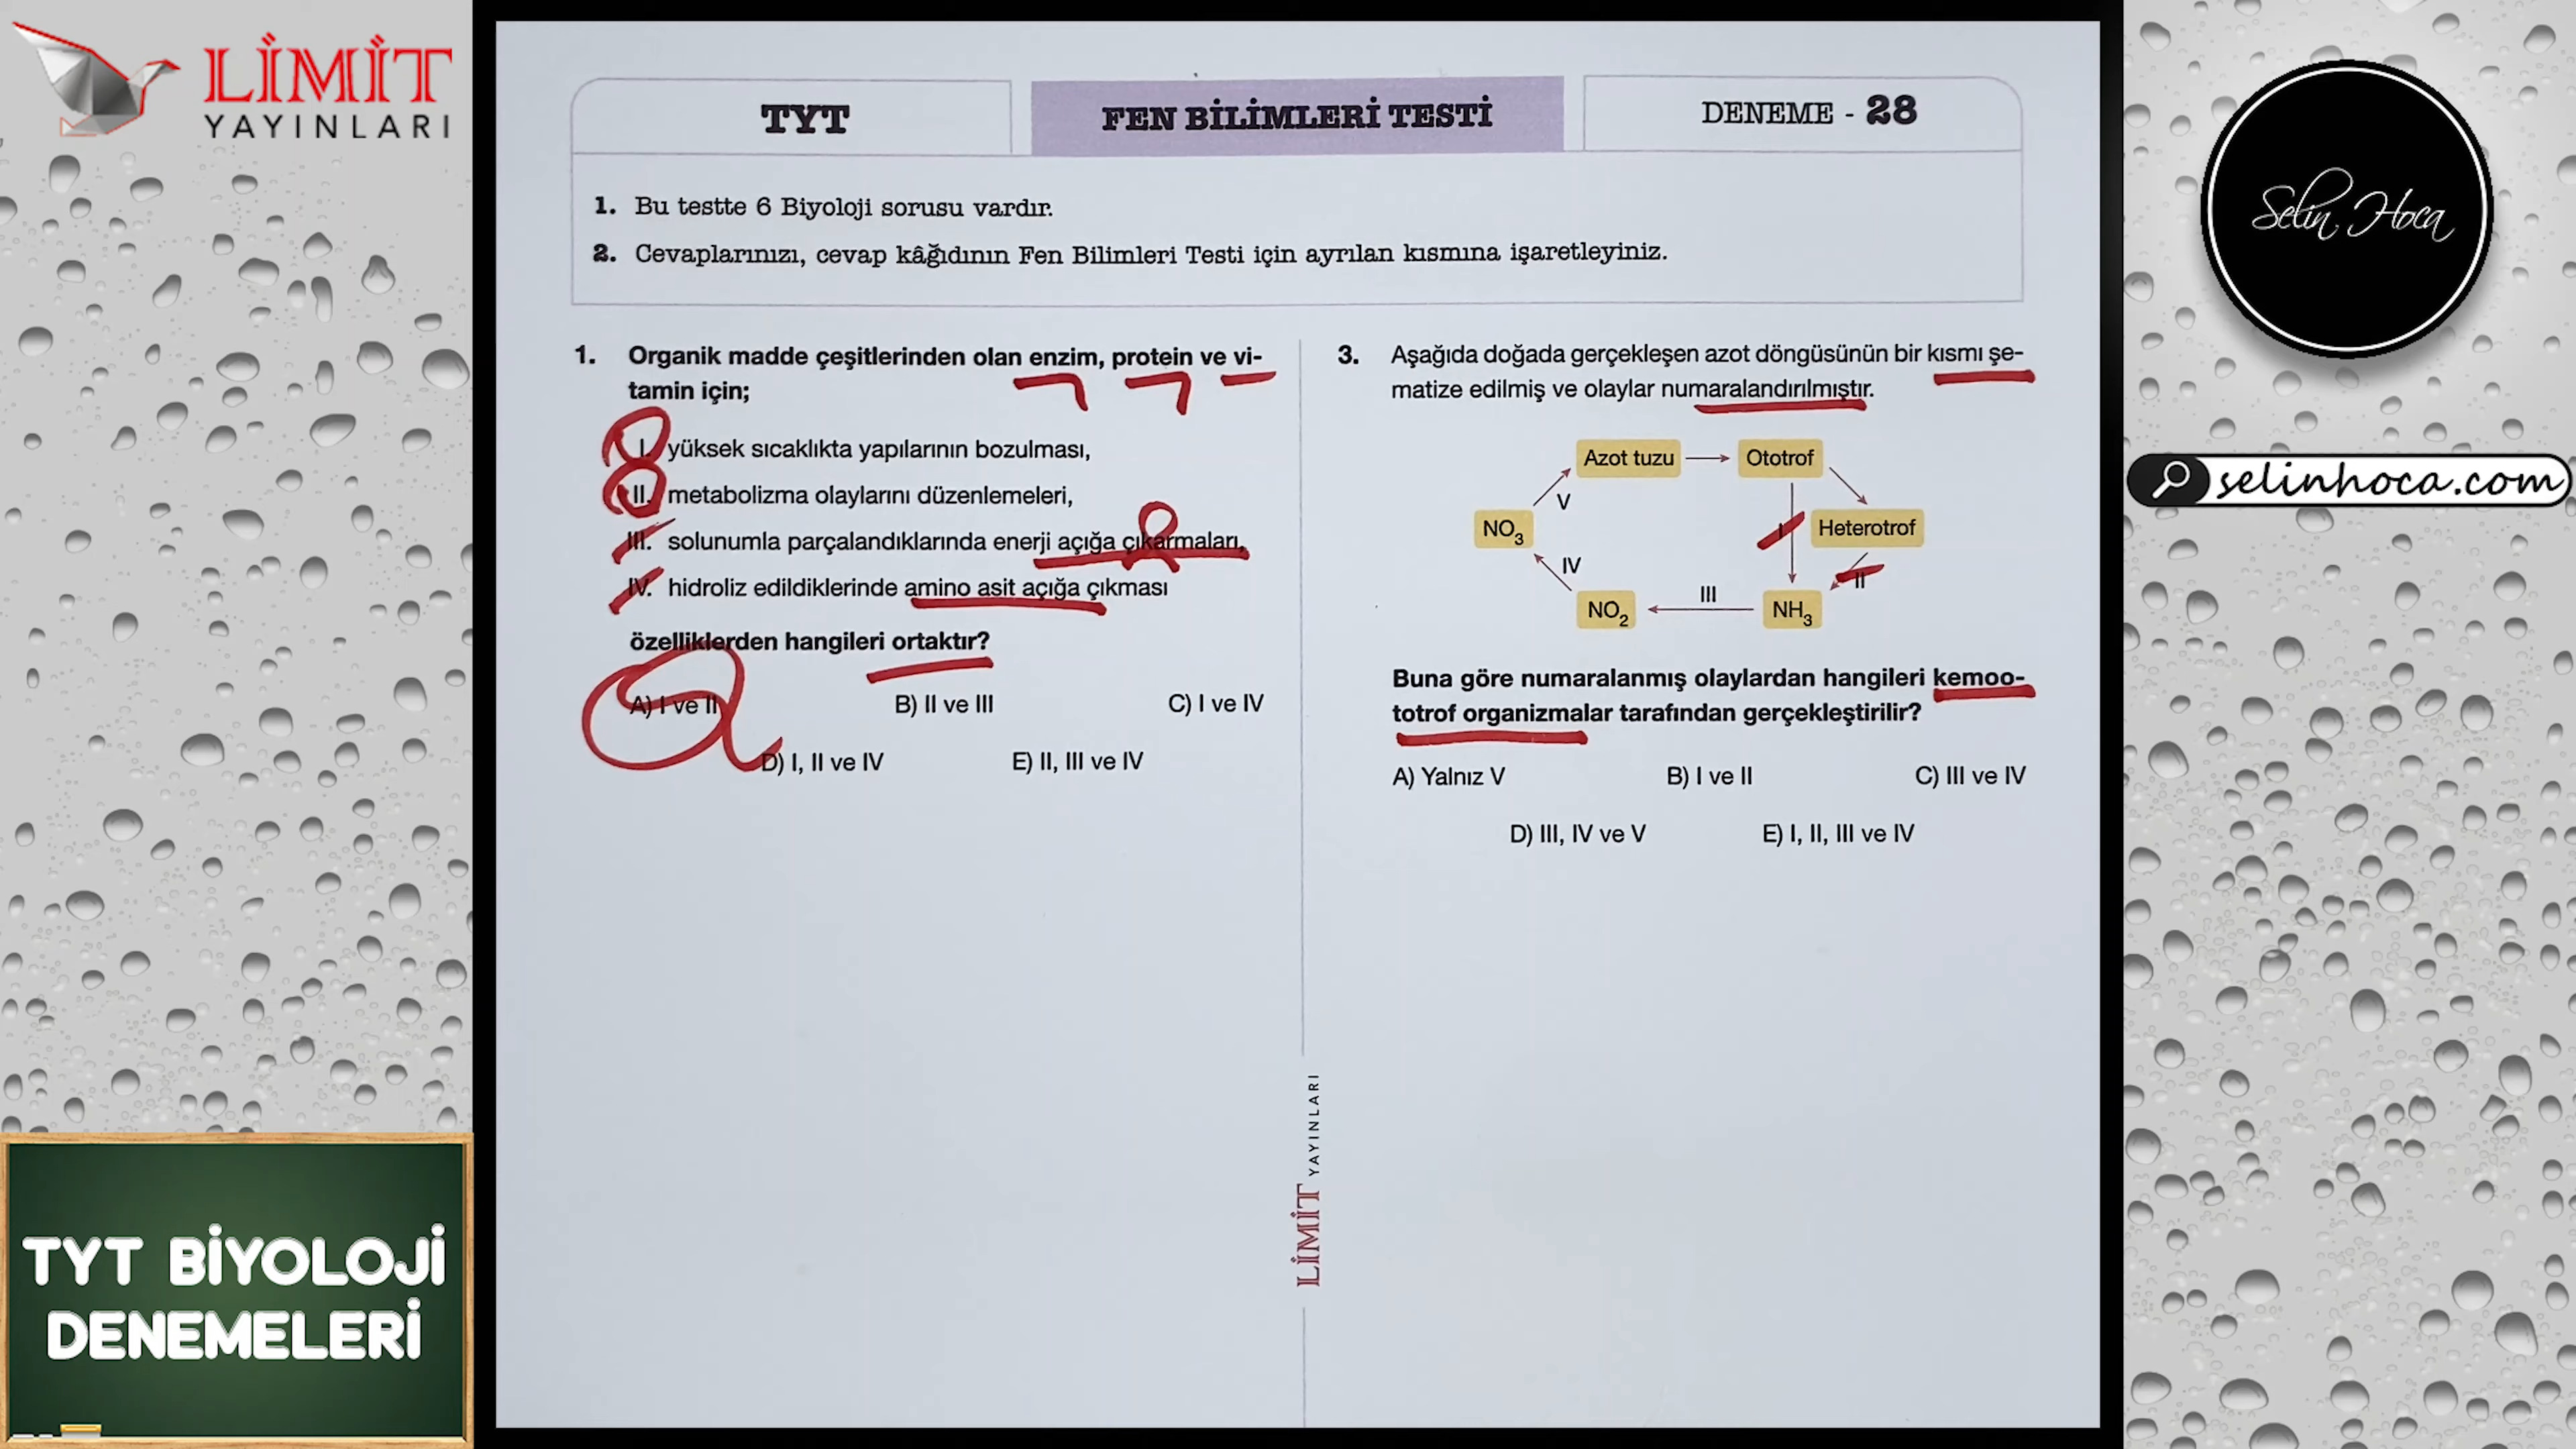 LİMİT
YAYINLARI
TYT
FEN BİLİMLERİ TESTİ
DENEME - 28
1. Bu testte 6 Biyoloji sorusu vardır.
2. Cevaplarınızı, cevap kâğıdının Fen Bilimleri Testi için ayrılan kısmına işaretleyiniz.
1. Organik madde çeşitlerinden olan enzim, protein ve vi-
tamin için;
I. yüksek sıcaklıkta yapılarının bozulması,
II. metabolizma olaylarını düzenlemeleri,
III. solunumla parçalandıklarında enerji açığa çıkarmaları,
IV. hidroliz edildiklerinde amino asit açığa çıkması
özelliklerden hangileri ortaktır?
A) I ve II
B) II ve III
C) I ve IV
D) I, II ve IV
E) II, III ve IV
3. Aşağıda doğada gerçekleşen azot döngüsünün bir kısmı şe-
matize edilmiş ve olaylar numaralandırılmıştır.
Azot tuzu
Ototrof
V
NO3
I
Heterotrof
IV
II
III
NO2
NH3
Buna göre numaralanmış olaylardan hangileri kemoo-
totrof organizmalar tarafından gerçekleştirilir?
A) Yalnız V
B) I ve II
C) III ve IV
D) III, IV ve V
E) I, II, III ve IV
LİMİT YAYINLARI
Selin Hoca
selinhoca.com
TYT BİYOLOJİ
DENEMELERİ